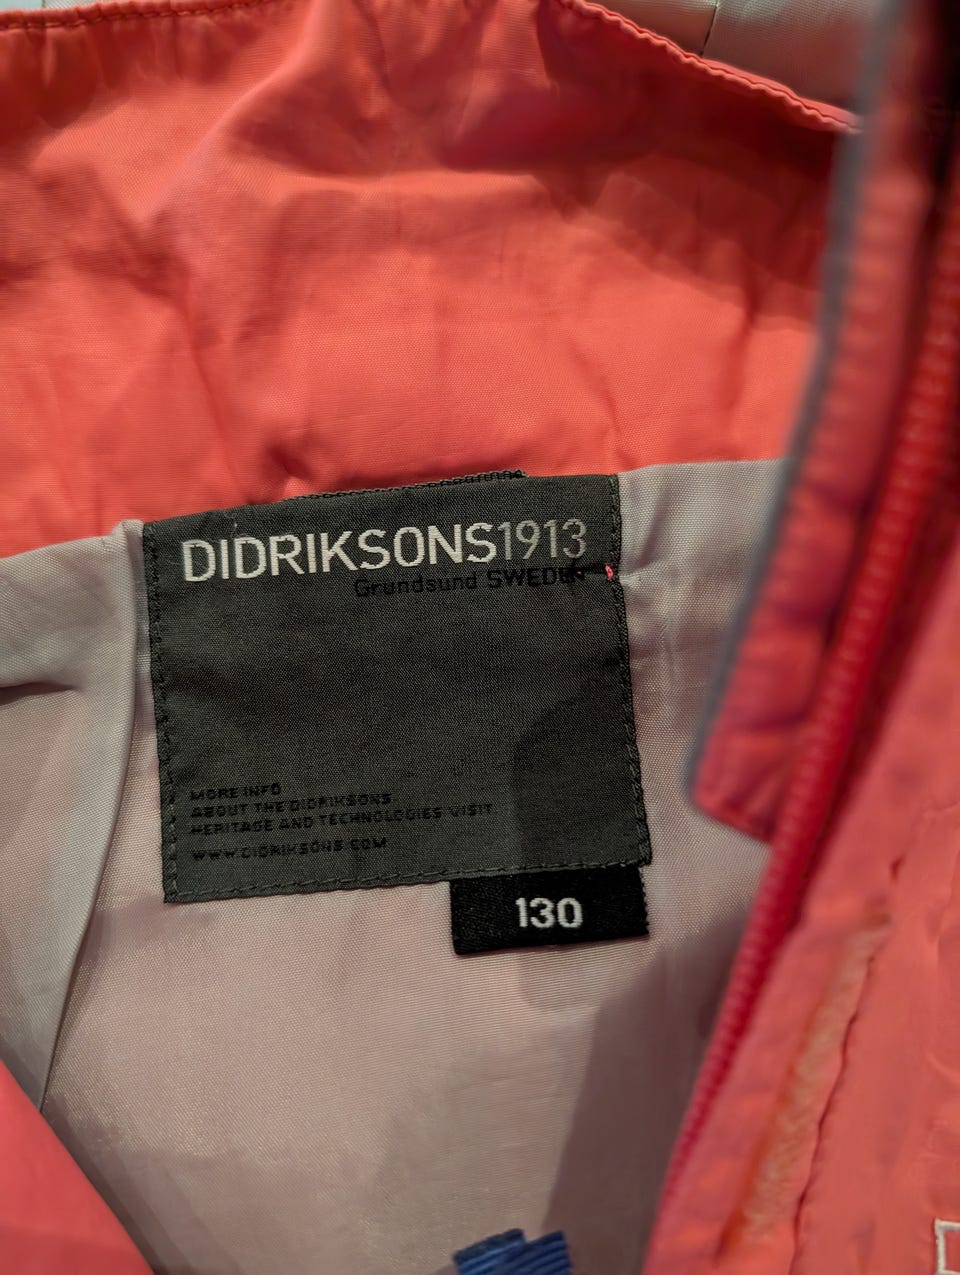 DIDRIKSONS1913
Grundsund SWEDEN
MORE INFO
ABOUT THE DIDRIKSONS
HERITAGE AND TECHNOLOGIES VISIT
WWW.DIDRIKSONS.COM
130